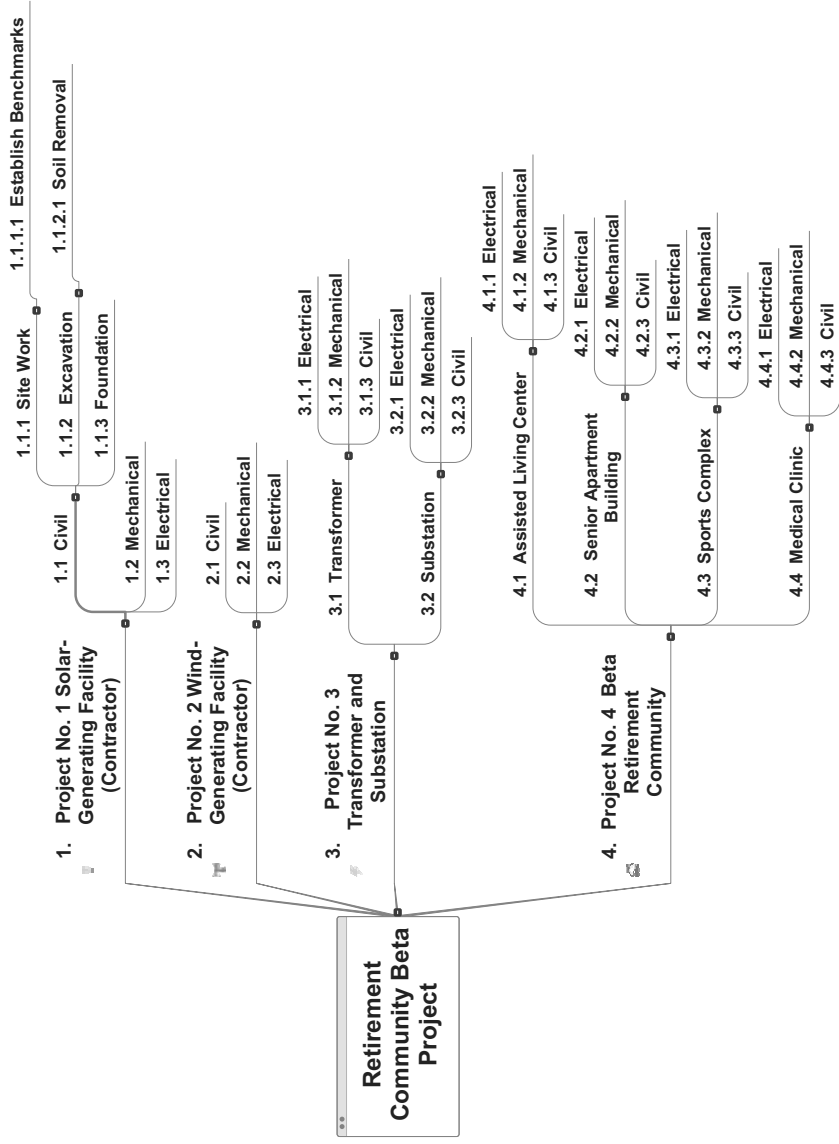 Retirement
Community Beta
Project
1. Project No. 1 Solar-
Generating Facility
(Contractor)
1.1 Civil
1.1.1 Site Work
1.1.1.1 Establish Benchmarks
1.1.2 Excavation
1.1.2.1 Soil Removal
1.1.3 Foundation
1.2 Mechanical
1.3 Electrical
2. Project No. 2 Wind-
Generating Facility
(Contractor)
2.1 Civil
2.2 Mechanical
2.3 Electrical
3. Project No. 3
Transformer and
Substation
3.1 Transformer
3.1.1 Electrical
3.1.2 Mechanical
3.1.3 Civil
3.2 Substation
3.2.1 Electrical
3.2.2 Mechanical
3.2.3 Civil
4. Project No. 4 Beta
Retirement
Community
4.1 Assisted Living Center
4.1.1 Electrical
4.1.2 Mechanical
4.1.3 Civil
4.2 Senior Apartment
Building
4.2.1 Electrical
4.2.2 Mechanical
4.2.3 Civil
4.3 Sports Complex
4.3.1 Electrical
4.3.2 Mechanical
4.3.3 Civil
4.4 Medical Clinic
4.4.1 Electrical
4.4.2 Mechanical
4.4.3 Civil